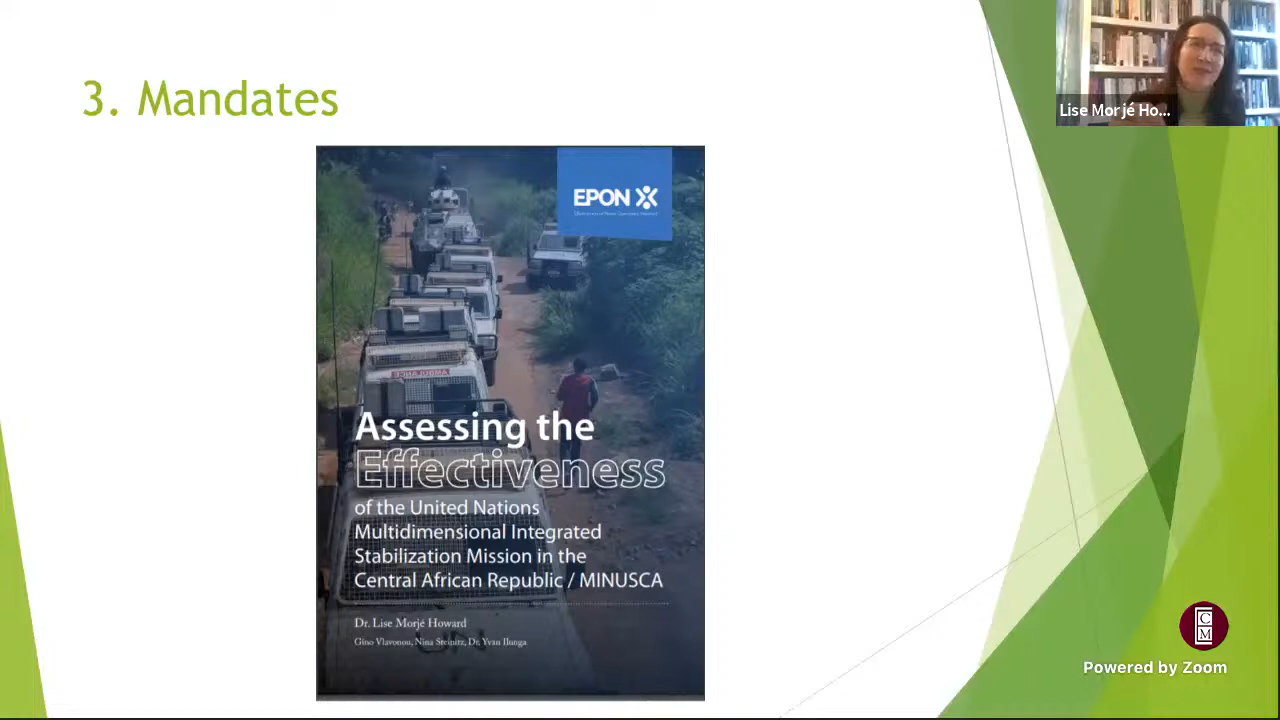 3. Mandates
Lise Morjé Ho...
EPON
Assessing the
Effectiveness
of the United Nations
Multidimensional Integrated
Stabilization Mission in the
Central African Republic / MINUSCA
Dr. Lise Morjé Howard
Gino Vlavonou, Nina Steinitz, Dr. Yvan Ilunga
UN
C
M
Powered by Zoom